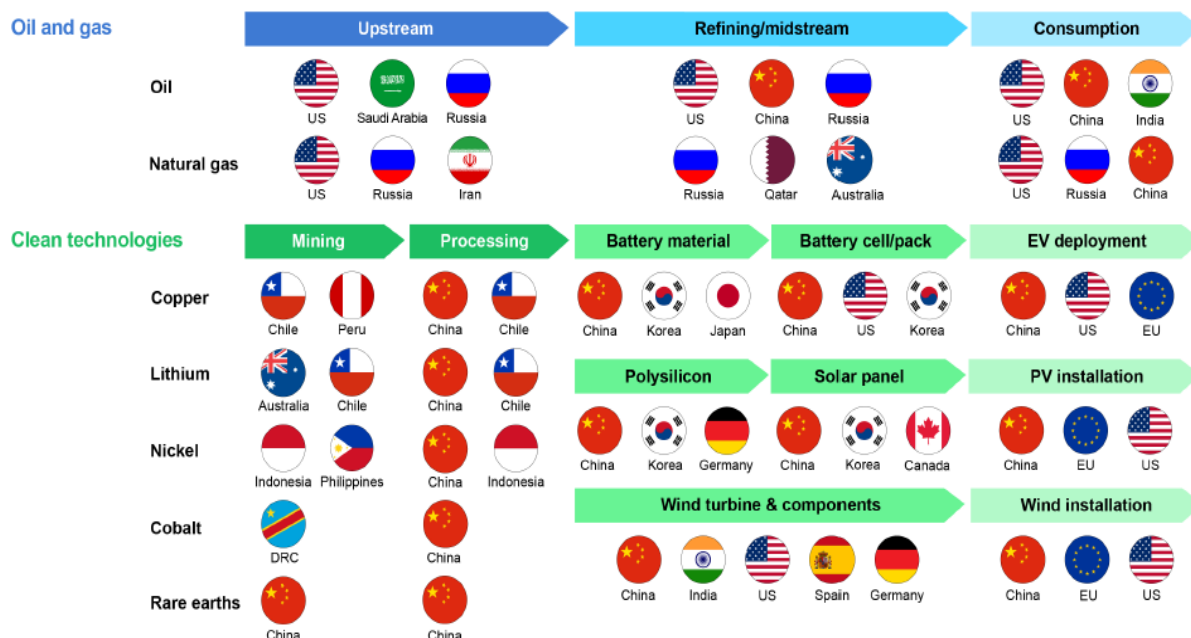 Oil and gas Upstream Refining/midstream Consumption
Oil
US Saudi Arabia Russia US China Russia US China India
Natural gas
US Russia Iran Russia Qatar Australia US Russia China
Clean technologies Mining Processing Battery material Battery cell/pack EV deployment
Copper
Chile Peru China Chile China Korea Japan China US Korea China US EU
Lithium Polysilicon Solar panel PV installation
Australia Chile China Chile
Nickel China Korea Germany China Korea Canada China EU US
Indonesia Philippines China Indonesia
Wind turbine & components Wind installation
Cobalt
DRC China
China India US Spain Germany China EU US
Rare earths
China China